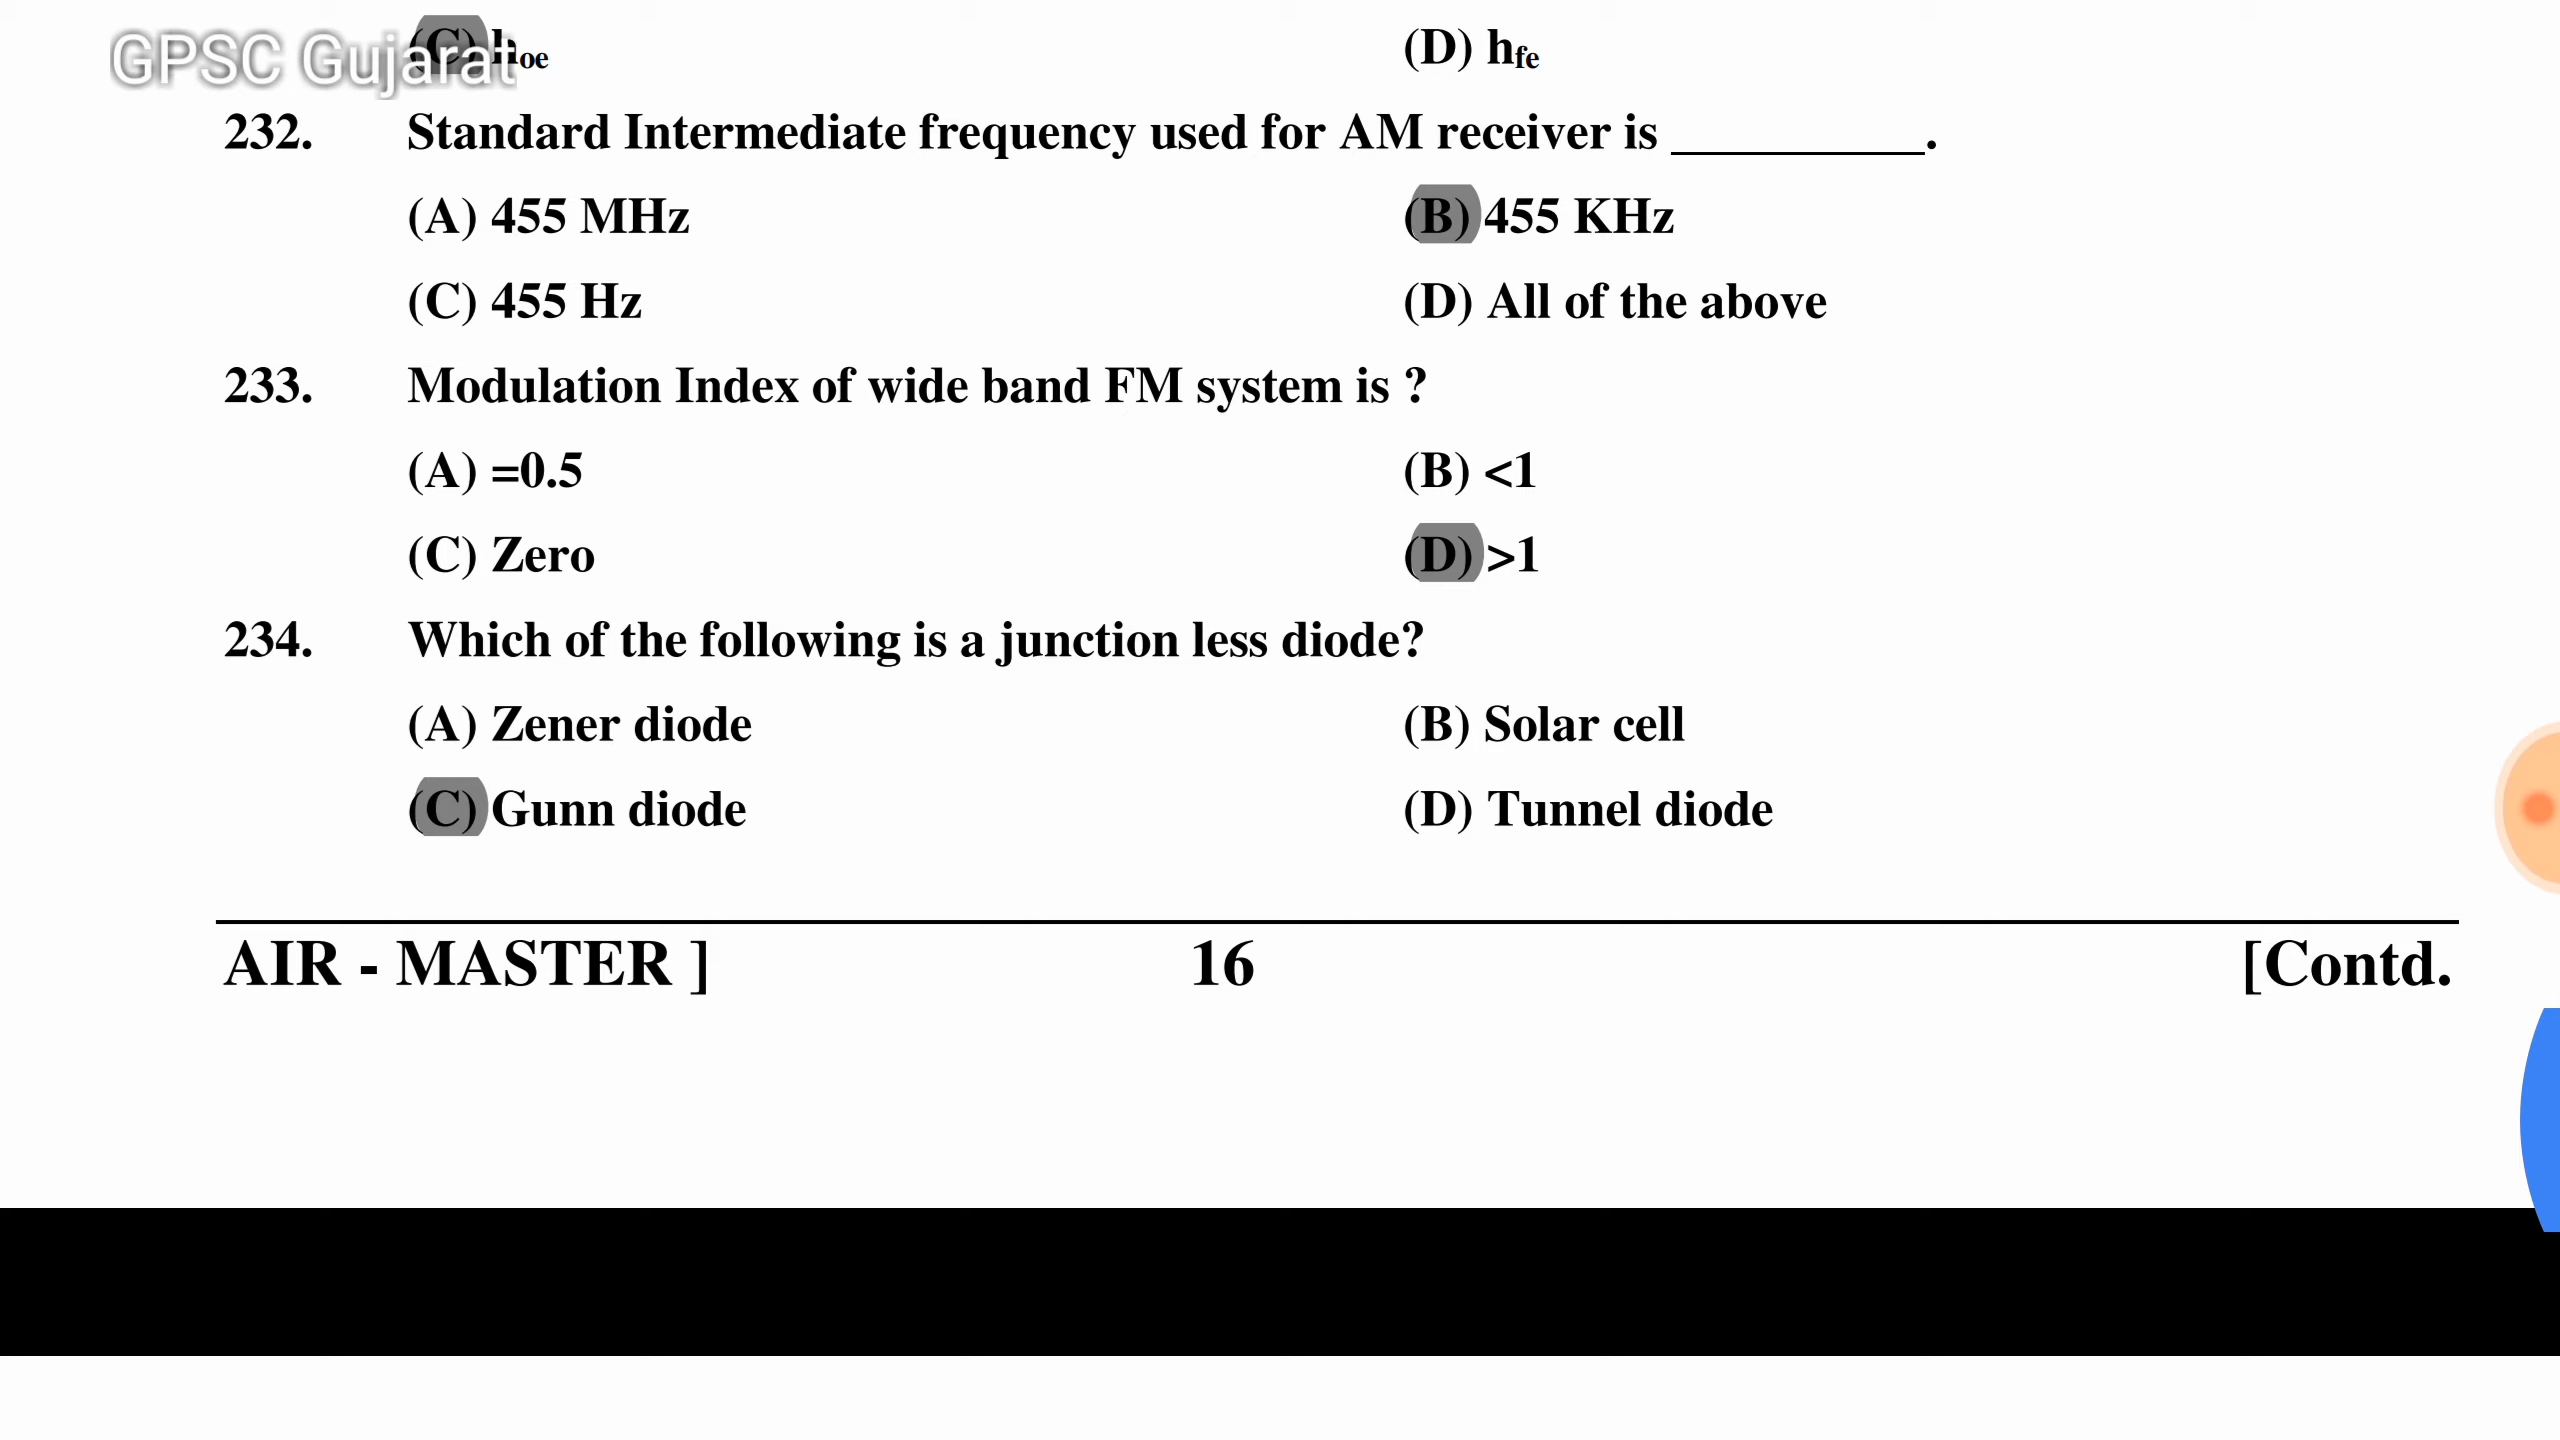 GPSC Gujarat
(C) hoe (D) hfe
232. Standard Intermediate frequency used for AM receiver is __________.
(A) 455 MHz (B) 455 KHz
(C) 455 Hz (D) All of the above
233. Modulation Index of wide band FM system is ?
(A) =0.5 (B) <1
(C) Zero (D) >1
234. Which of the following is a junction less diode?
(A) Zener diode (B) Solar cell
(C) Gunn diode (D) Tunnel diode
AIR - MASTER ] 16 [Contd.